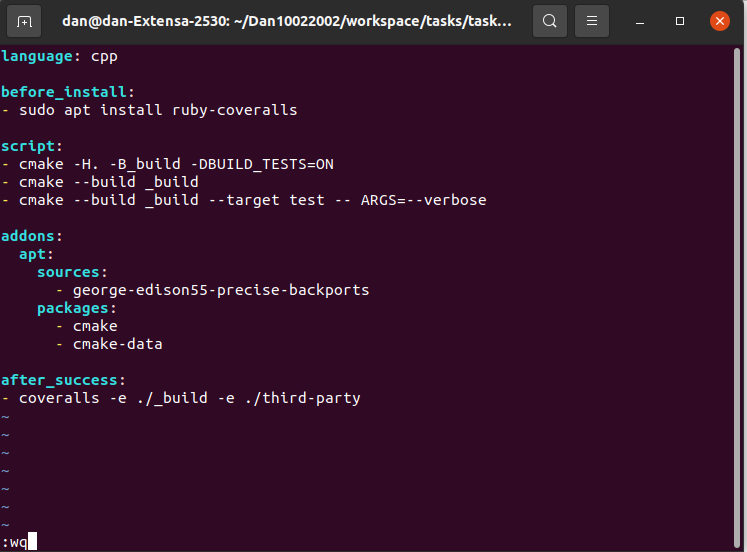 dan@dan-Extensa-2530: ~/Dan10022002/workspace/tasks/task...
language: cpp

before_install:
- sudo apt install ruby-coveralls

script:
- cmake -H. -B_build -DBUILD_TESTS=ON
- cmake --build _build
- cmake --build _build --target test -- ARGS=--verbose

addons:
  apt:
    sources:
      - george-edison55-precise-backports
    packages:
      - cmake
      - cmake-data

after_success:
- coveralls -e ./_build -e ./third-party
~
~
~
~
~
~
~
:wq